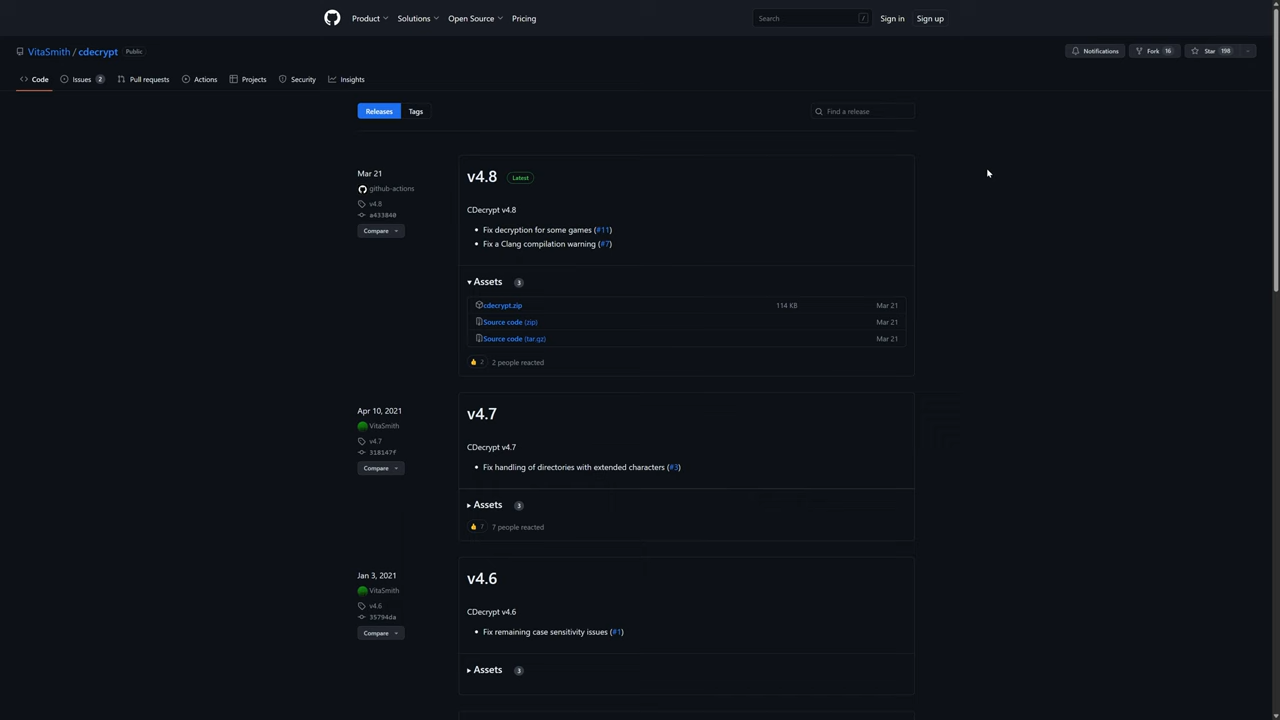 Product Solutions Open Source Pricing Search / Sign in Sign up
VitaSmith / cdecrypt Public Notifications Fork 16 Star 198
Code Issues 2 Pull requests Actions Projects Security Insights
Releases Tags Find a release
Mar 21
github-actions
v4.8
a433840
Compare
v4.8 Latest
CDecrypt v4.8
Fix decryption for some games (#11)
Fix a Clang compilation warning (#7)
Assets 3
cdecrypt.zip 114 KB Mar 21
Source code (zip) Mar 21
Source code (tar.gz) Mar 21
2 2 people reacted
Apr 10, 2021
VitaSmith
v4.7
318147f
Compare
v4.7
CDecrypt v4.7
Fix handling of directories with extended characters (#3)
Assets 3
7 7 people reacted
Jan 3, 2021
VitaSmith
v4.6
35794da
Compare
v4.6
CDecrypt v4.6
Fix remaining case sensitivity issues (#1)
Assets 3